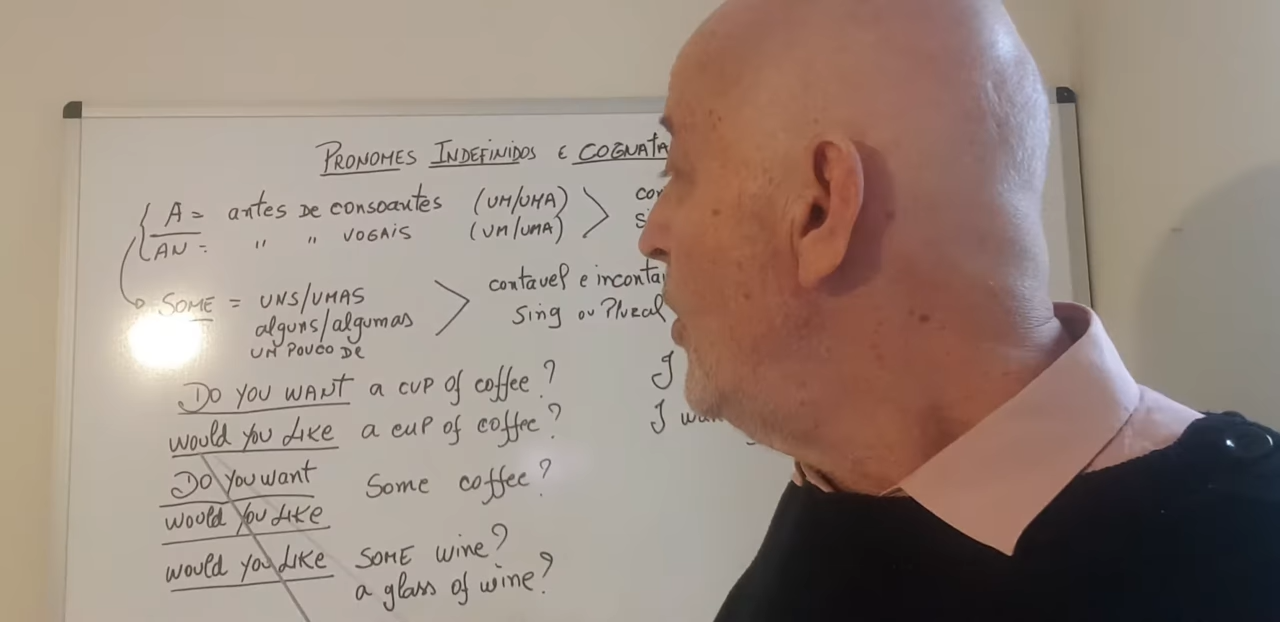 PRONOMES INDEFINIDOS E COGNATA
A = antes DE consoantes (UM/UMA)
AN = " " VOGAIS (UM/UMA)
SOME = UNS/UMAS contavel e incontav
alguns/algumas Sing ou Plural
UM POUCO DE
DO YOU WANT a cup of coffee? I
would you Like a cup of coffee? I wan
DO You want Some coffee?
would You Like
would you Like SOME wine?
a glass of wine?